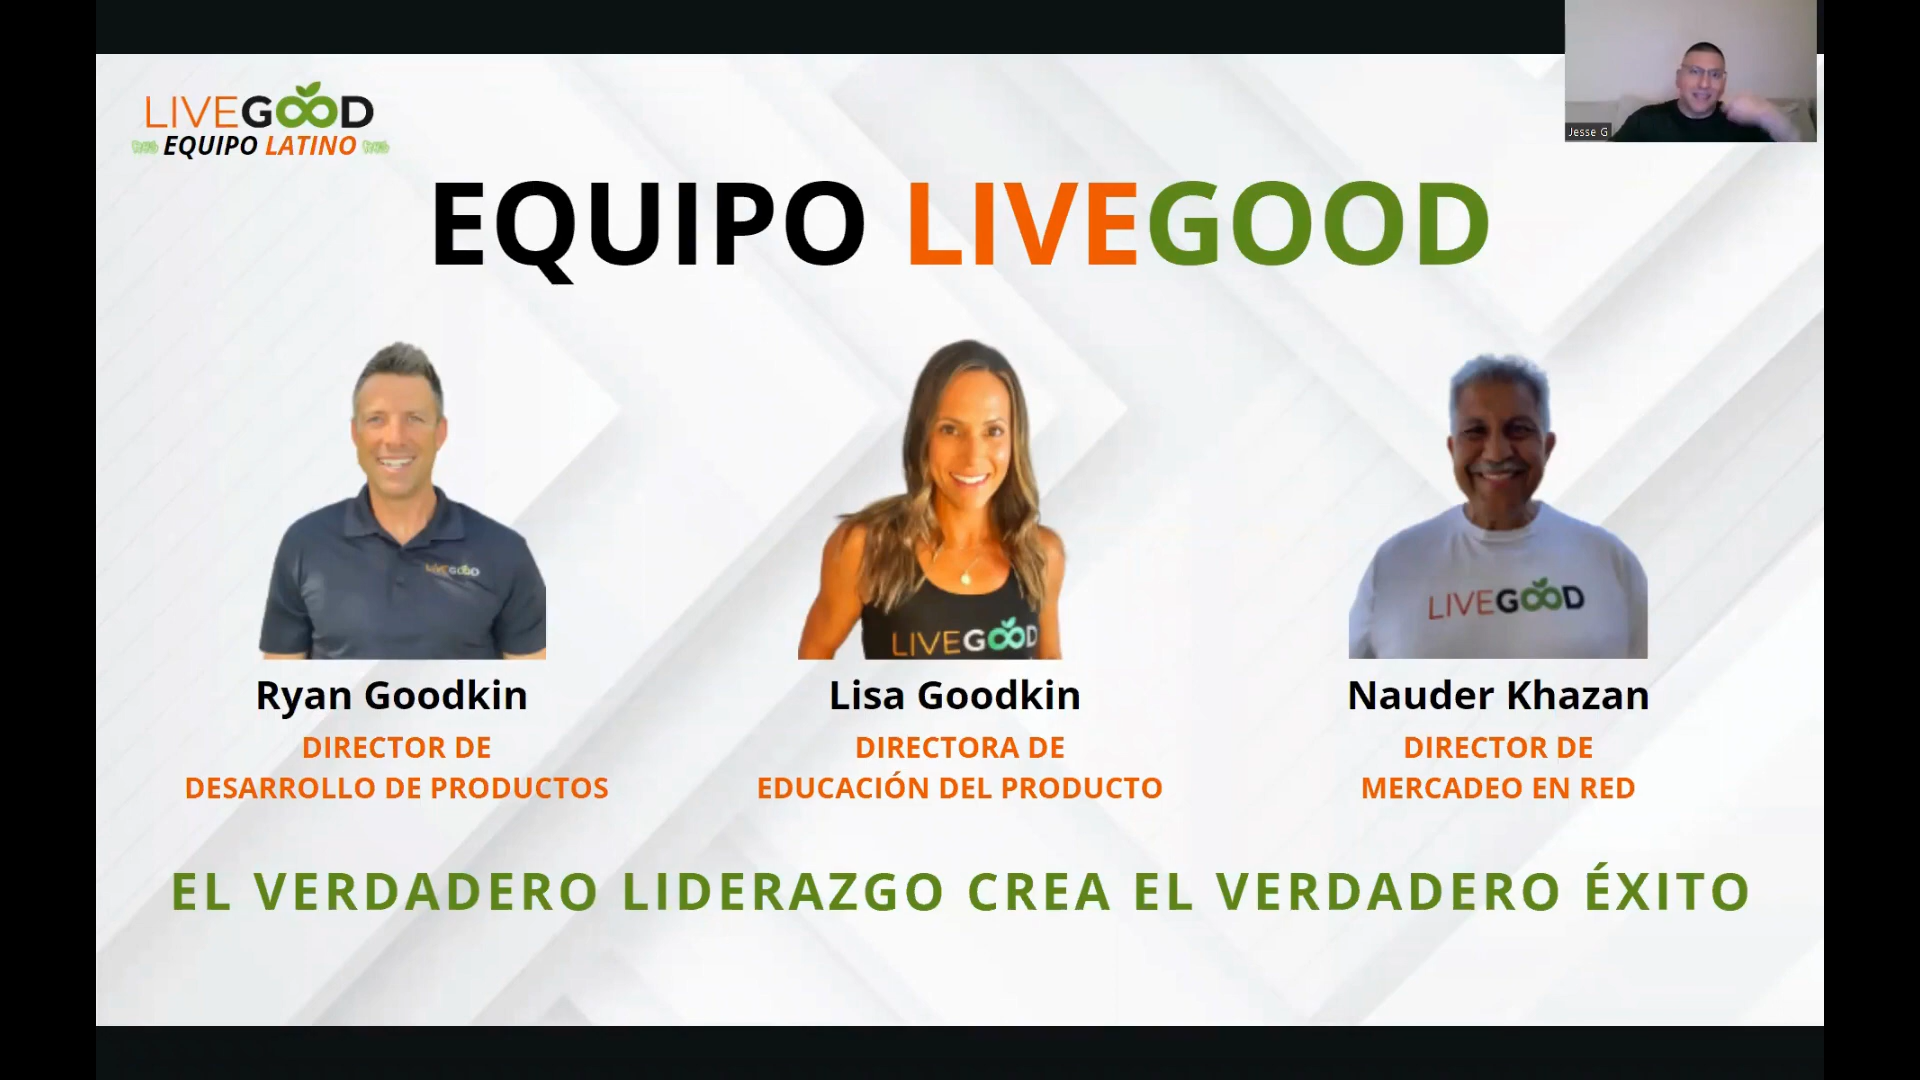 LIVEGOOD
EQUIPO LATINO
Jesse G
EQUIPO LIVEGOOD
LIVEGOOD
LIVEGOOD
LIVEGOOD
Ryan Goodkin
DIRECTOR DE
DESARROLLO DE PRODUCTOS
Lisa Goodkin
DIRECTORA DE
EDUCACIÓN DEL PRODUCTO
Nauder Khazan
DIRECTOR DE
MERCADEO EN RED
EL VERDADERO LIDERAZGO CREA EL VERDADERO ÉXITO